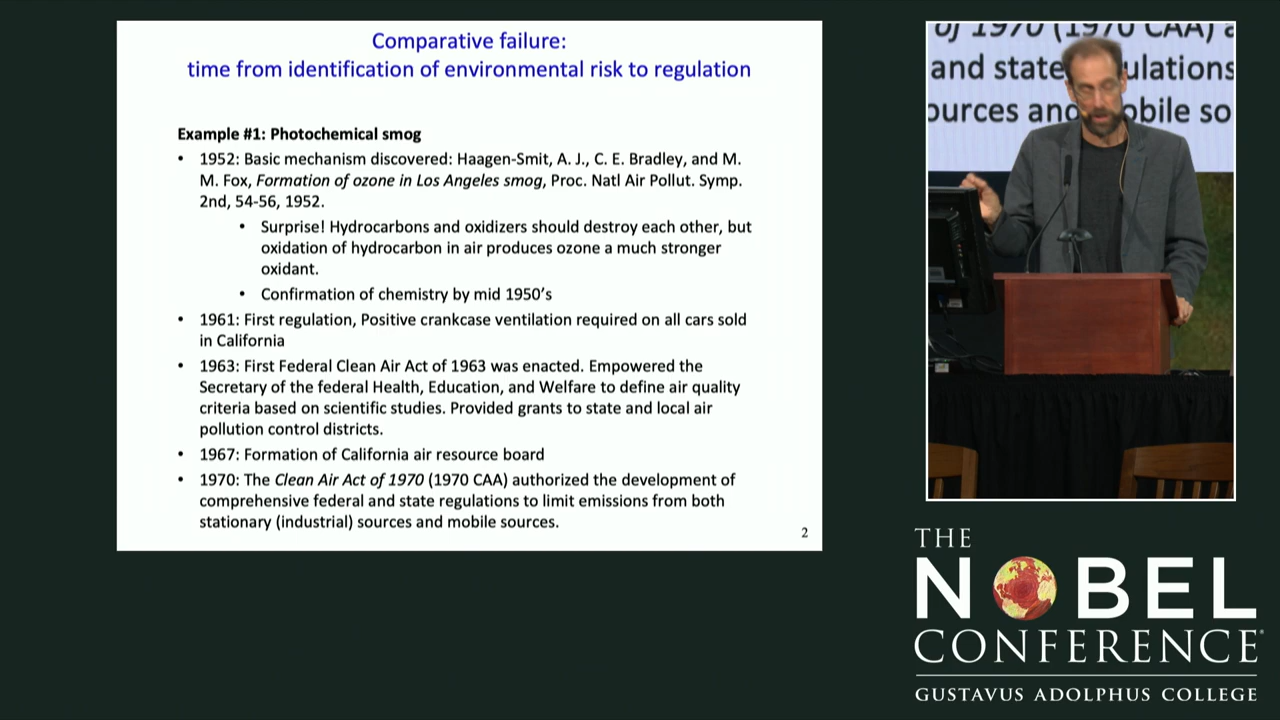 Comparative failure:
time from identification of environmental risk to regulation
Example #1: Photochemical smog
• 1952: Basic mechanism discovered: Haagen-Smit, A. J., C. E. Bradley, and M.
M. Fox, Formation of ozone in Los Angeles smog, Proc. Natl Air Pollut. Symp.
2nd, 54-56, 1952.
• Surprise! Hydrocarbons and oxidizers should destroy each other, but
oxidation of hydrocarbon in air produces ozone a much stronger
oxidant.
• Confirmation of chemistry by mid 1950's
• 1961: First regulation, Positive crankcase ventilation required on all cars sold
in California
• 1963: First Federal Clean Air Act of 1963 was enacted. Empowered the
Secretary of the federal Health, Education, and Welfare to define air quality
criteria based on scientific studies. Provided grants to state and local air
pollution control districts.
• 1967: Formation of California air resource board
• 1970: The Clean Air Act of 1970 (1970 CAA) authorized the development of
comprehensive federal and state regulations to limit emissions from both
stationary (industrial) sources and mobile sources.
2
of 1970 (1970 CAA) a
and state ulations
ources and mobile so
THE
NOBEL
CONFERENCE®
GUSTAVUS ADOLPHUS COLLEGE